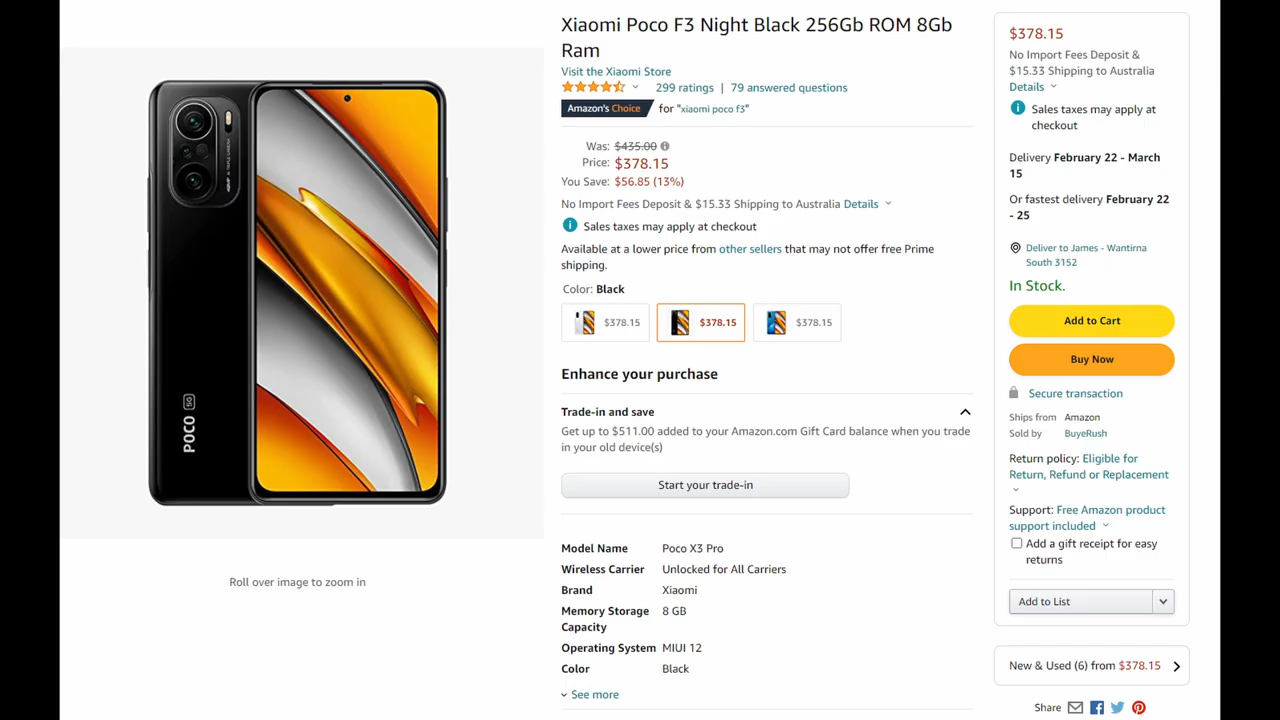 POCO 5G
Roll over image to zoom in
Xiaomi Poco F3 Night Black 256Gb ROM 8Gb
Ram
Visit the Xiaomi Store
299 ratings | 79 answered questions
Amazon's Choice for "xiaomi poco f3"
Was: $435.00
Price: $378.15
You Save: $56.85 (13%)
No Import Fees Deposit & $15.33 Shipping to Australia Details
Sales taxes may apply at checkout
Available at a lower price from other sellers that may not offer free Prime
shipping.
Color: Black
$378.15 $378.15 $378.15
Enhance your purchase
Trade-in and save
Get up to $511.00 added to your Amazon.com Gift Card balance when you trade
in your old device(s)
Start your trade-in
Model Name Poco X3 Pro
Wireless Carrier Unlocked for All Carriers
Brand Xiaomi
Memory Storage 8 GB
Capacity
Operating System MIUI 12
Color Black
See more
$378.15
No Import Fees Deposit &
$15.33 Shipping to Australia
Details
Sales taxes may apply at
checkout
Delivery February 22 - March
15
Or fastest delivery February 22
- 25
Deliver to James - Wantirna
South 3152
In Stock.
Add to Cart
Buy Now
Secure transaction
Ships from Amazon
Sold by BuyeRush
Return policy: Eligible for
Return, Refund or Replacement
Support: Free Amazon product
support included
Add a gift receipt for easy
returns
Add to List
New & Used (6) from $378.15
Share